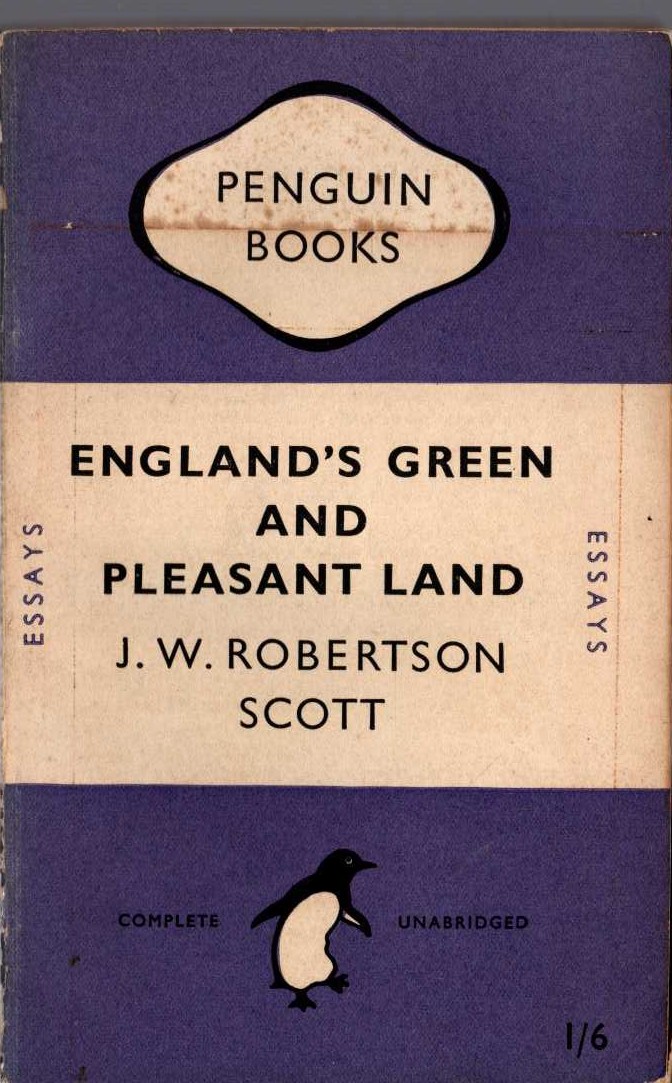 PENGUIN
BOOKS
ENGLAND'S GREEN
AND
PLEASANT LAND
J. W. ROBERTSON
SCOTT
ESSAYS
ESSAYS
COMPLETE
UNABRIDGED
1/6